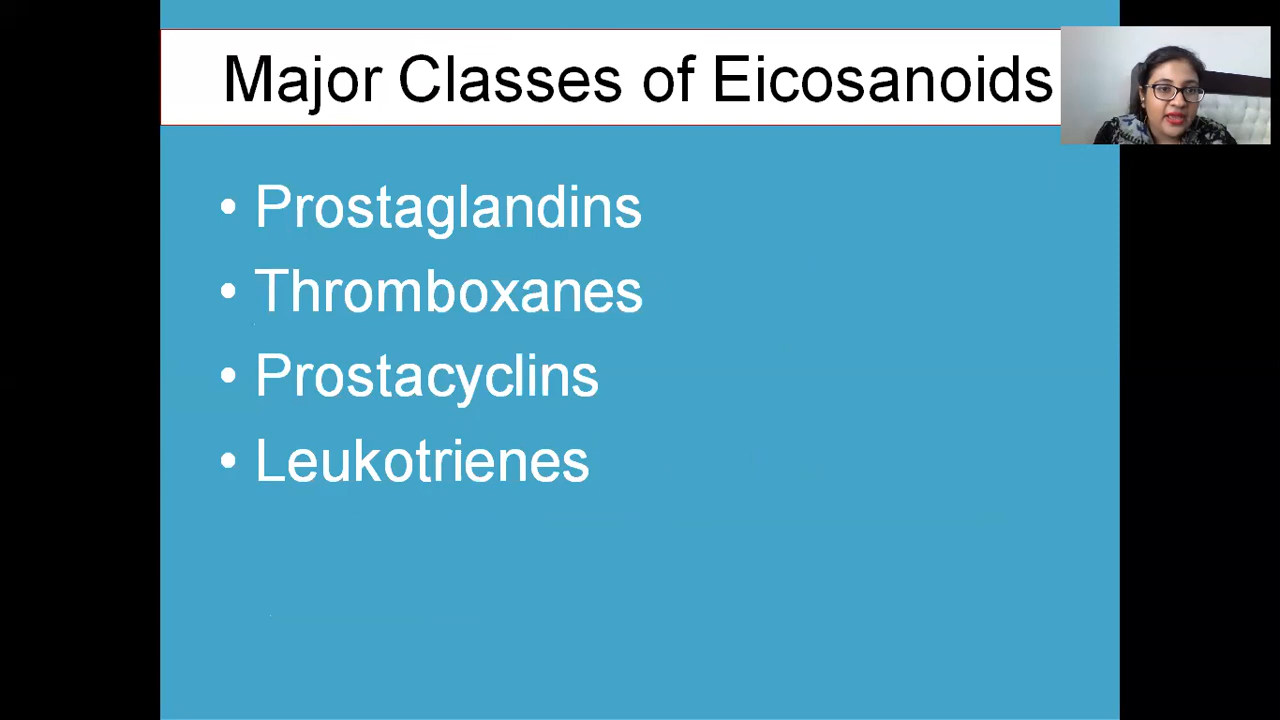 Major Classes of Eicosanoids
• Prostaglandins
• Thromboxanes
• Prostacyclins
• Leukotrienes